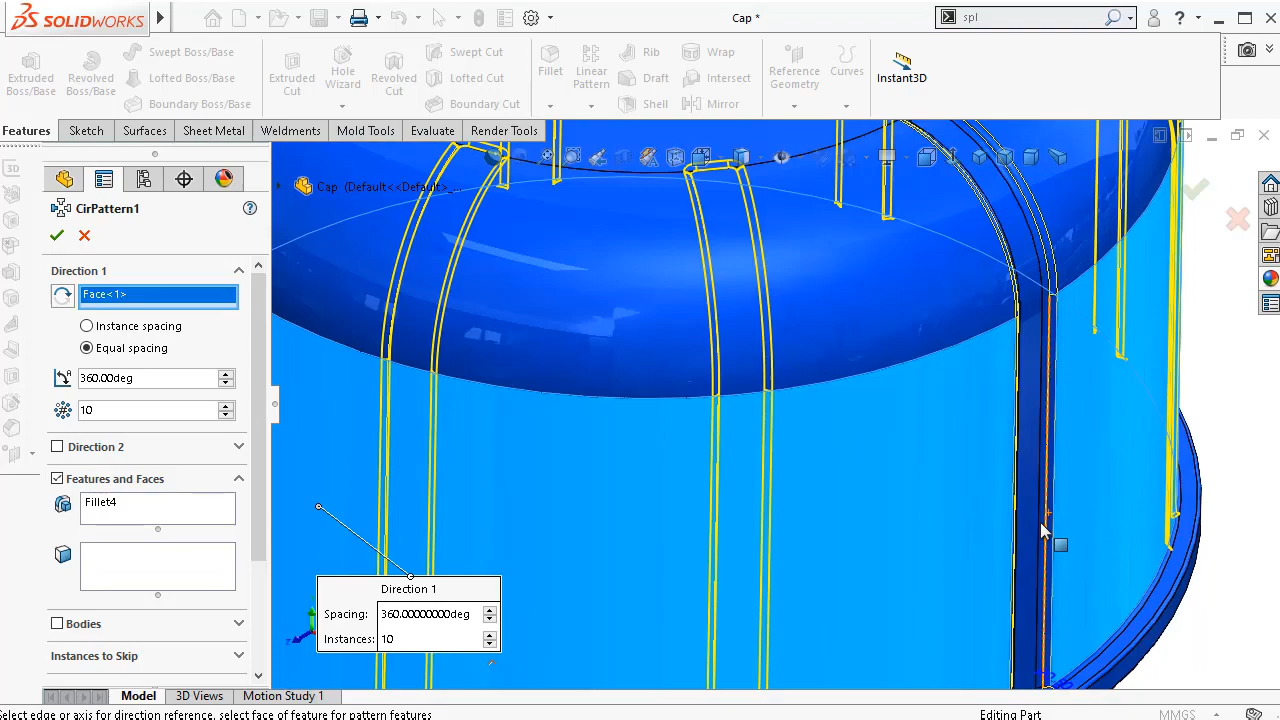 SOLIDWORKS
Cap *
spl
Extruded Boss/Base
Revolved Boss/Base
Swept Boss/Base
Lofted Boss/Base
Boundary Boss/Base
Extruded Cut
Hole Wizard
Revolved Cut
Swept Cut
Lofted Cut
Boundary Cut
Fillet
Linear Pattern
Rib
Draft
Shell
Wrap
Intersect
Mirror
Reference Geometry
Curves
Instant3D
Features
Sketch
Surfaces
Sheet Metal
Weldments
Mold Tools
Evaluate
Render Tools
Cap (Default<<Default>_...
CirPattern1
Direction 1
Face<1>
Instance spacing
Equal spacing
360.00deg
10
Direction 2
Features and Faces
Fillet4
Bodies
Instances to Skip
Direction 1
Spacing: 360.00000000deg
Instances: 10
Model
3D Views
Motion Study 1
Select edge or axis for direction reference, select face of feature for pattern features
Editing Part
MMGS